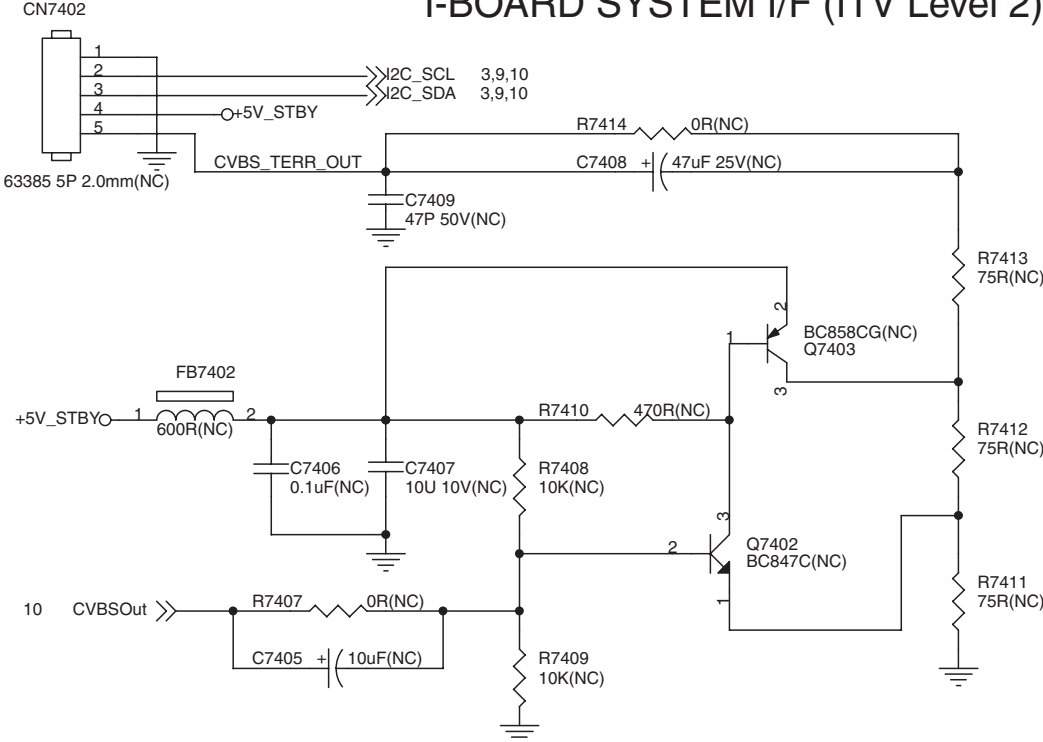 CN7402
I-BOARD SYSTEM I/F (ITV Level 2)
1
2
3
4
5
I2C_SCL 3,9,10
I2C_SDA 3,9,10
+5V_STBY
63385 5P 2.0mm(NC)
CVBS_TERR_OUT
R7414 0R(NC)
C7408 + 47uF 25V(NC)
C7409
47P 50V(NC)
R7413
75R(NC)
2
1
BC858CG(NC)
Q7403
3
FB7402
+5V_STBY 1 2
600R(NC)
R7410 470R(NC)
R7412
75R(NC)
C7406
0.1uF(NC)
C7407
10U 10V(NC)
R7408
10K(NC)
3
2
Q7402
BC847C(NC)
1
R7411
75R(NC)
10 CVBSOut
R7407 0R(NC)
C7405 + 10uF(NC)
R7409
10K(NC)